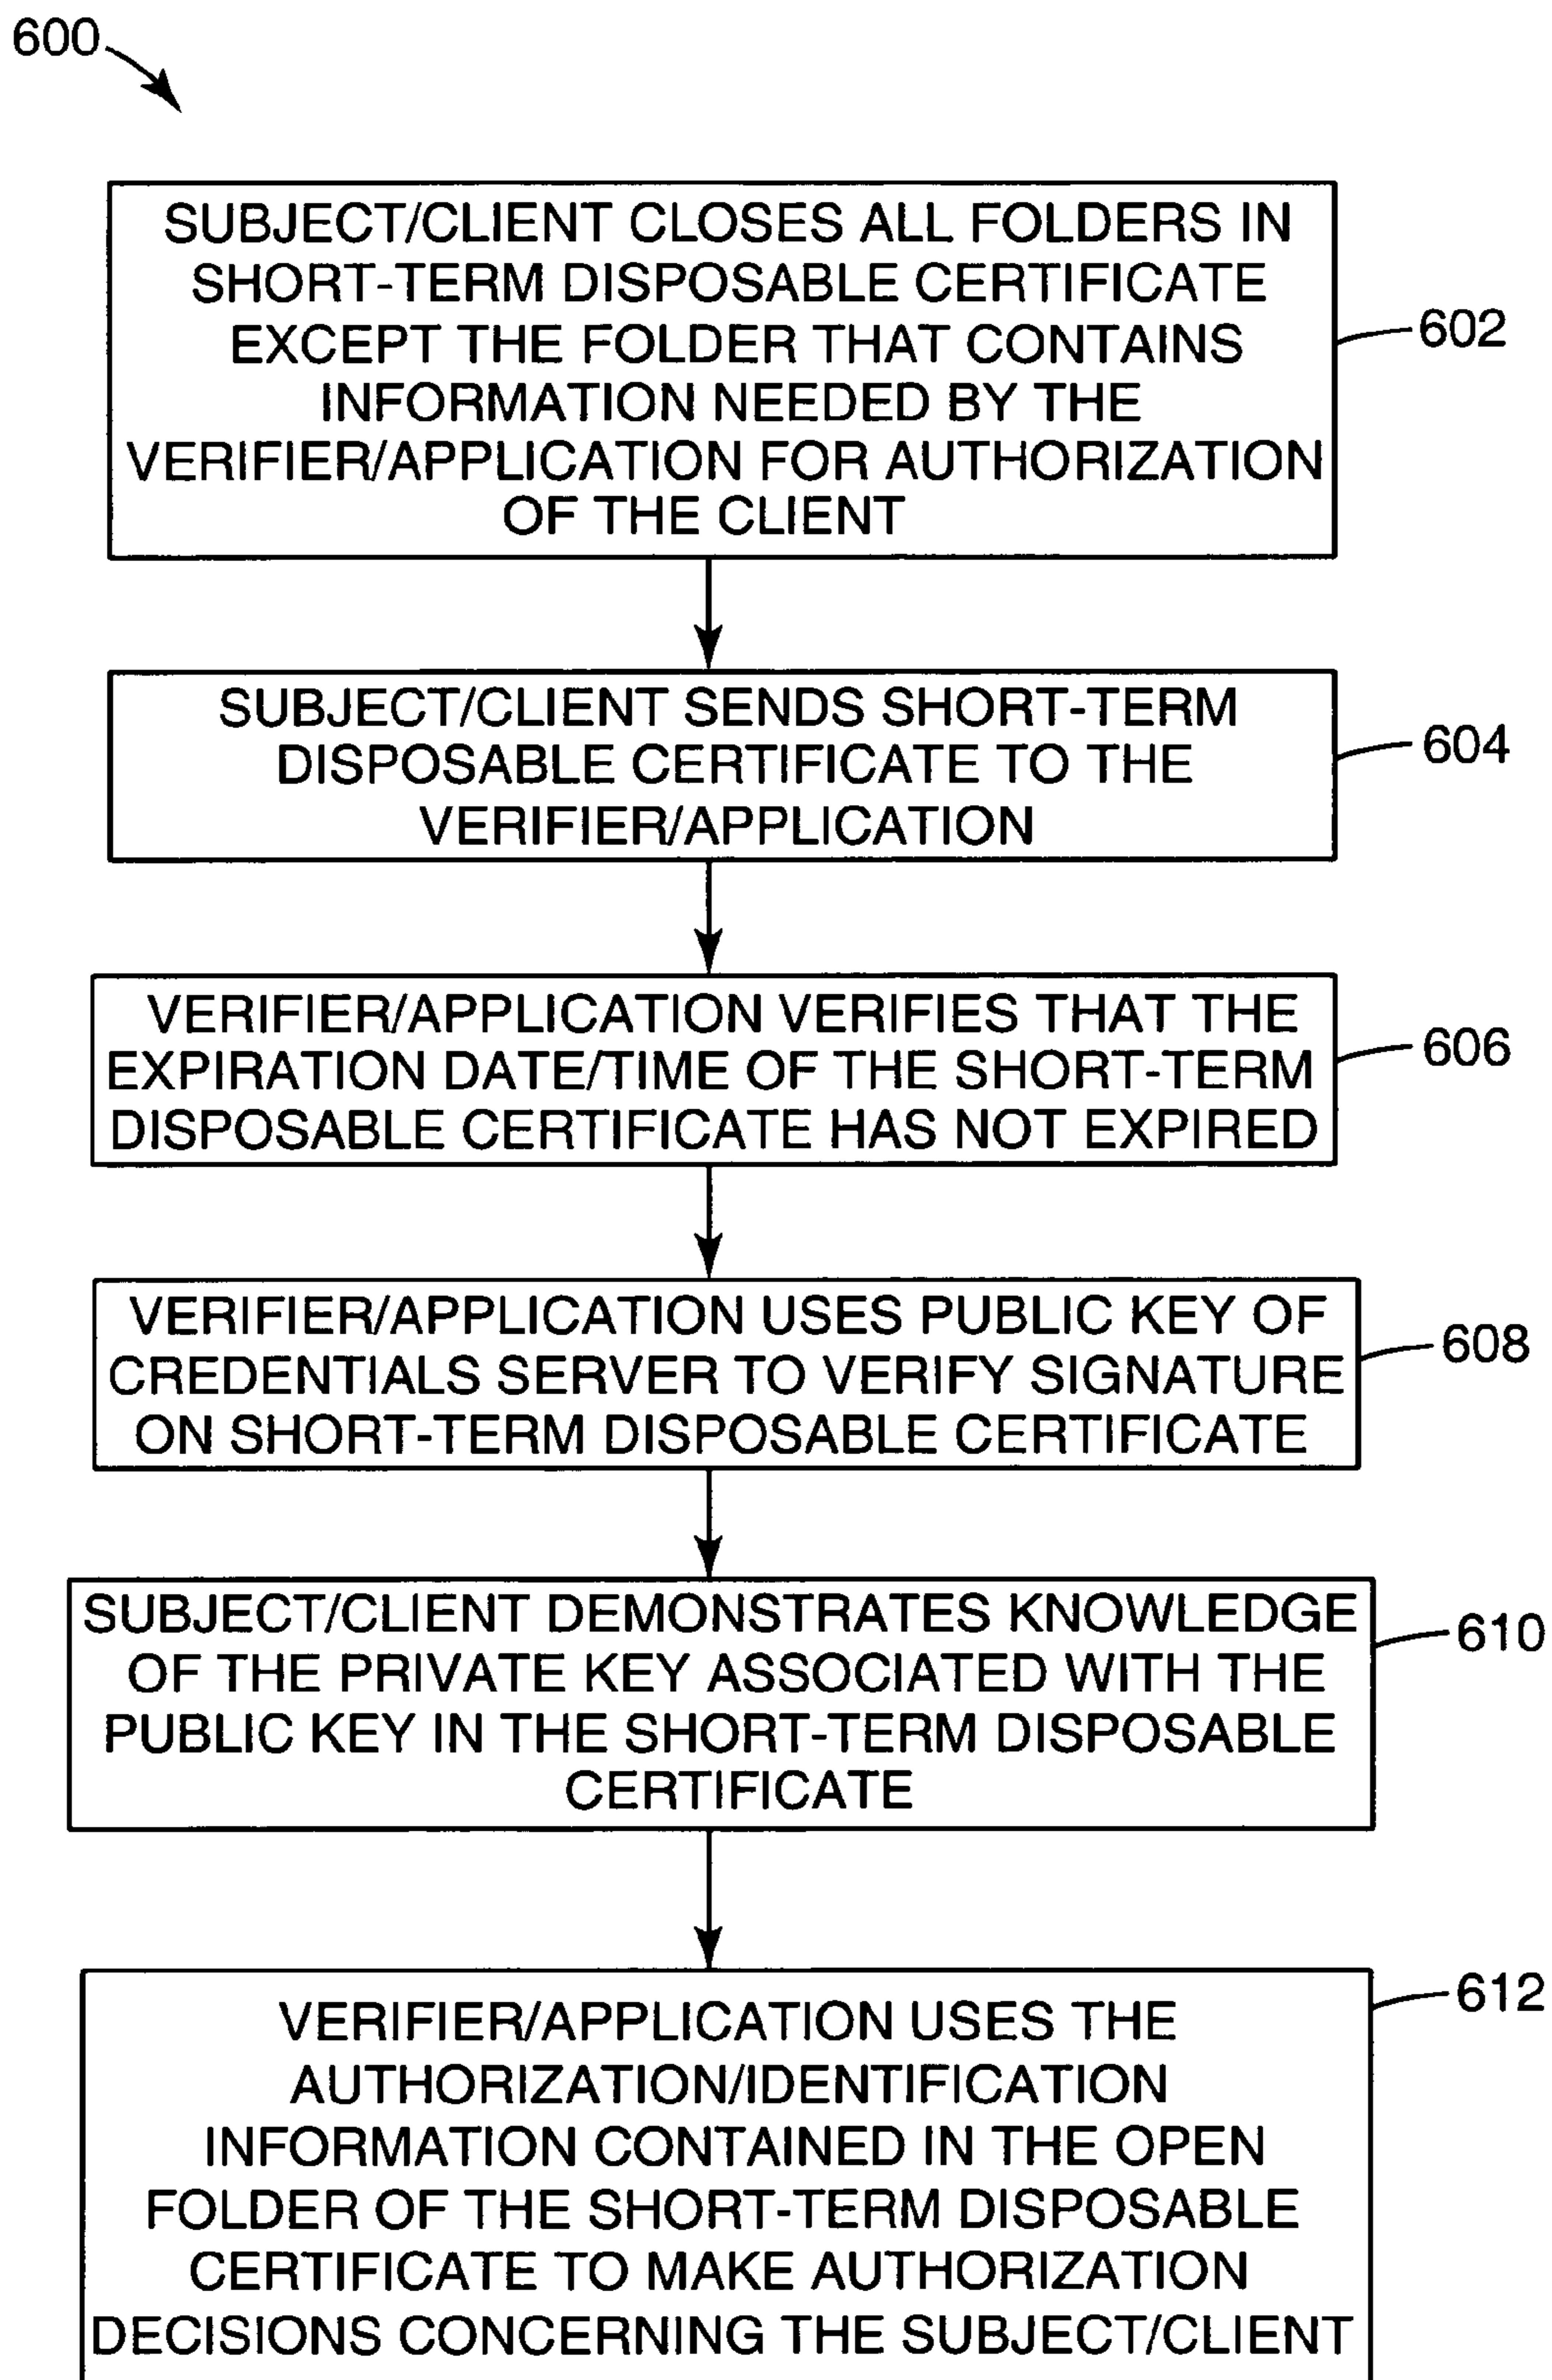 600
SUBJECT/CLIENT CLOSES ALL FOLDERS IN
SHORT-TERM DISPOSABLE CERTIFICATE
EXCEPT THE FOLDER THAT CONTAINS
INFORMATION NEEDED BY THE
VERIFIER/APPLICATION FOR AUTHORIZATION
OF THE CLIENT
602
SUBJECT/CLIENT SENDS SHORT-TERM
DISPOSABLE CERTIFICATE TO THE
VERIFIER/APPLICATION
604
VERIFIER/APPLICATION VERIFIES THAT THE
EXPIRATION DATE/TIME OF THE SHORT-TERM
DISPOSABLE CERTIFICATE HAS NOT EXPIRED
606
VERIFIER/APPLICATION USES PUBLIC KEY OF
CREDENTIALS SERVER TO VERIFY SIGNATURE
ON SHORT-TERM DISPOSABLE CERTIFICATE
608
SUBJECT/CLIENT DEMONSTRATES KNOWLEDGE
OF THE PRIVATE KEY ASSOCIATED WITH THE
PUBLIC KEY IN THE SHORT-TERM DISPOSABLE
CERTIFICATE
610
VERIFIER/APPLICATION USES THE
AUTHORIZATION/IDENTIFICATION
INFORMATION CONTAINED IN THE OPEN
FOLDER OF THE SHORT-TERM DISPOSABLE
CERTIFICATE TO MAKE AUTHORIZATION
DECISIONS CONCERNING THE SUBJECT/CLIENT
612